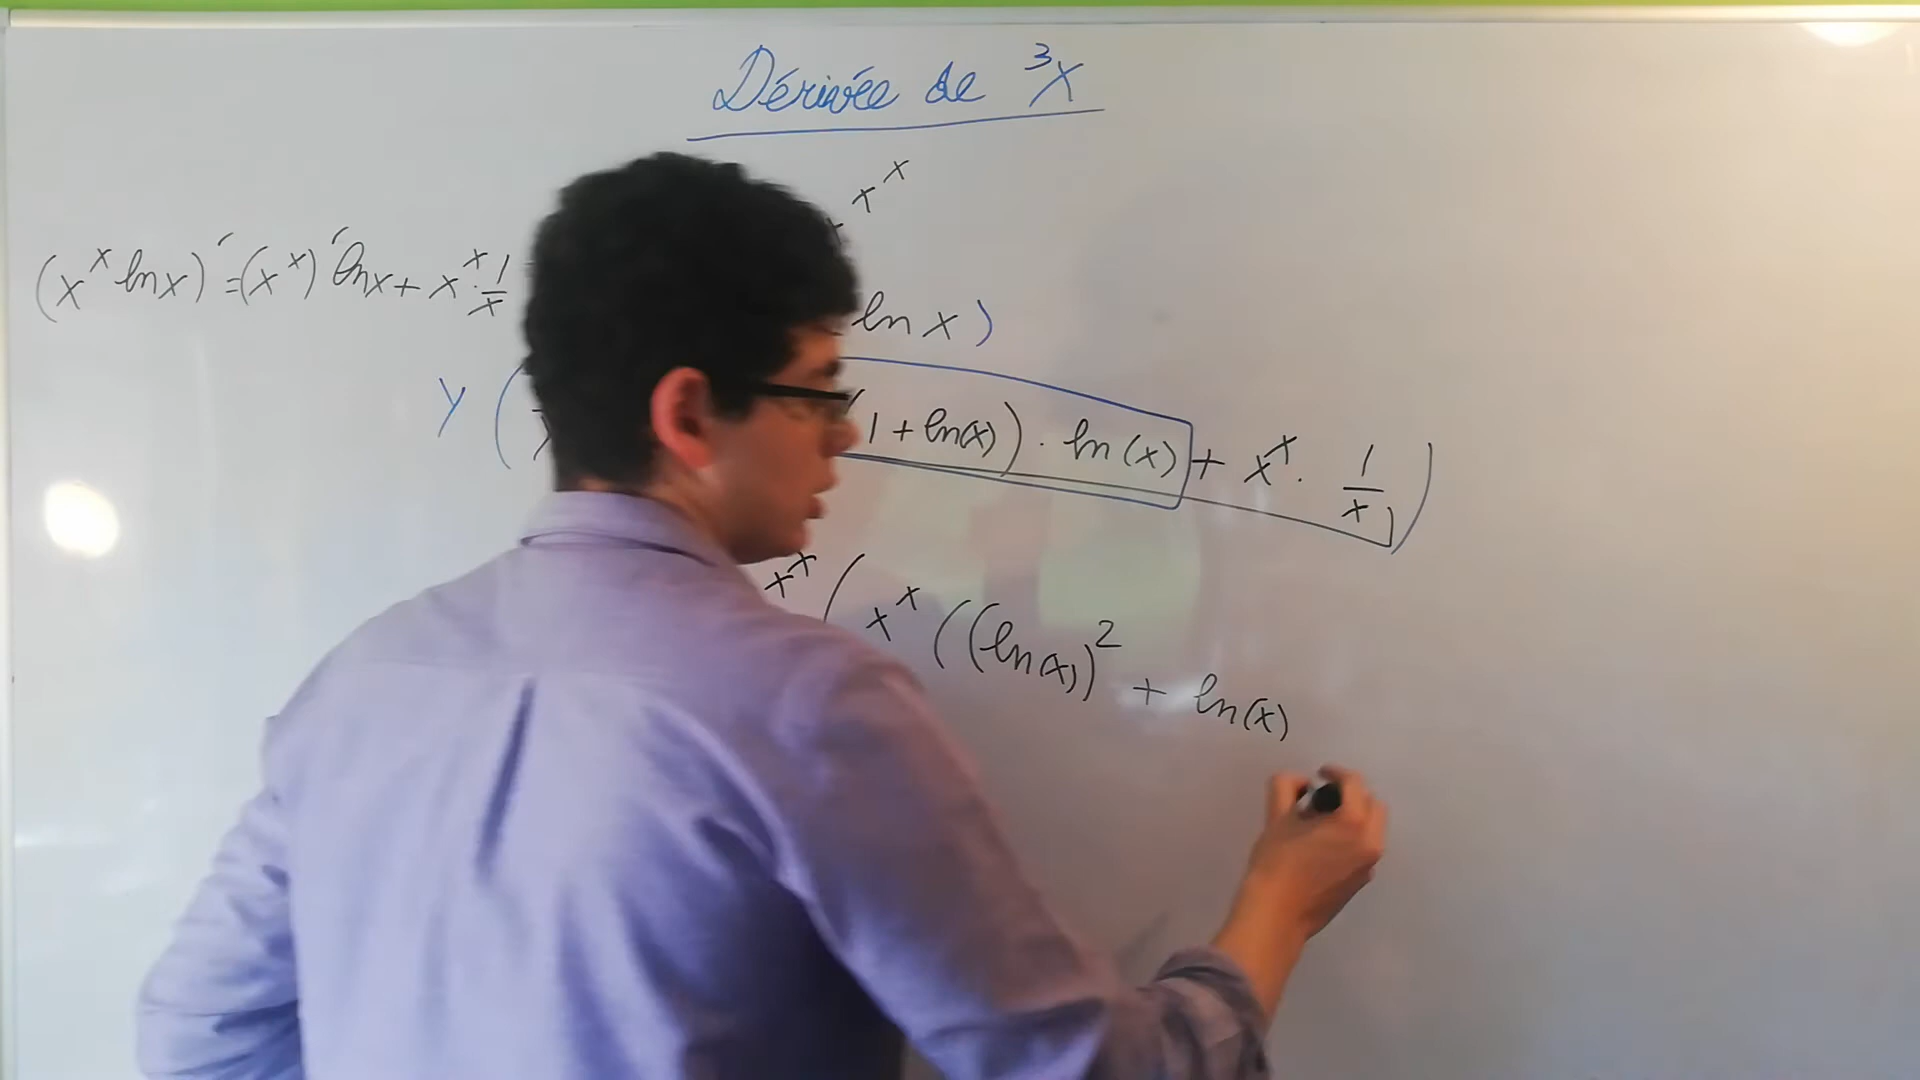 Dérivée de ³x
x^x
(x^x ln x)´ = (x^x)´ ln x + x^x · 1/x
ln x)
y (
1 + ln(x)) · ln(x) + x^x · 1/x )
x^x ( x^x ((ln(x))² + ln(x)